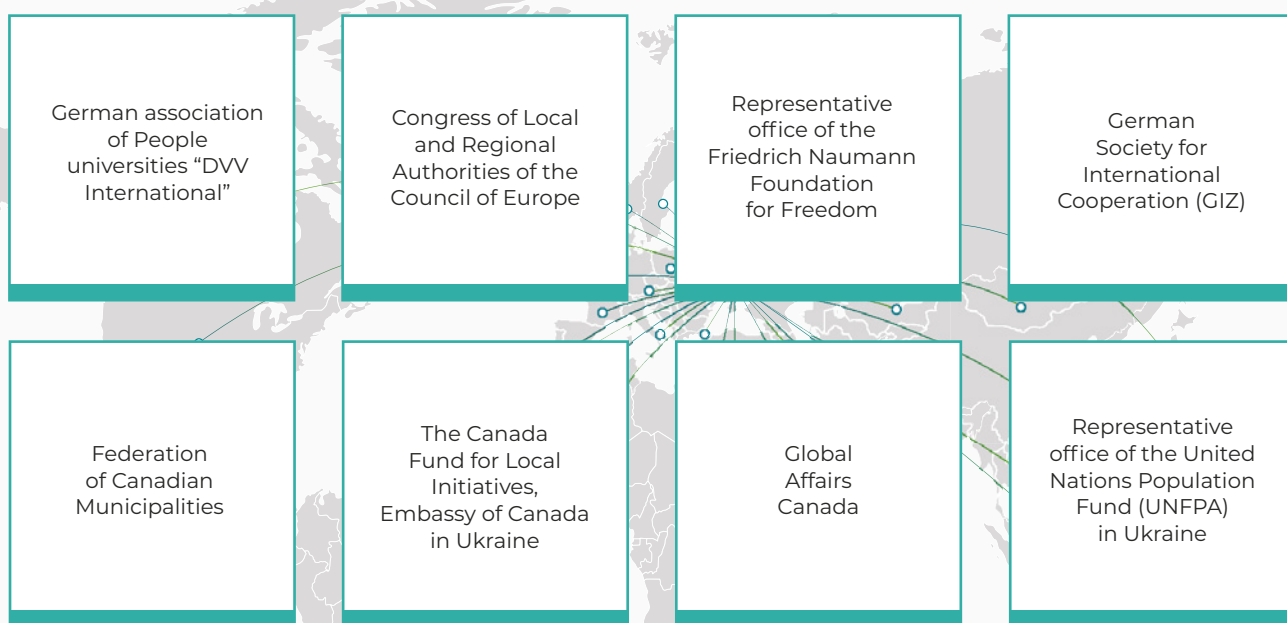 German association
of People
universities “DVV
International”
Congress of Local
and Regional
Authorities of the
Council of Europe
Representative
office of the
Friedrich Naumann
Foundation
for Freedom
German
Society for
International
Cooperation (GIZ)
Federation
of Canadian
Municipalities
The Canada
Fund for Local
Initiatives,
Embassy of Canada
in Ukraine
Global
Affairs
Canada
Representative
office of the United
Nations Population
Fund (UNFPA)
in Ukraine